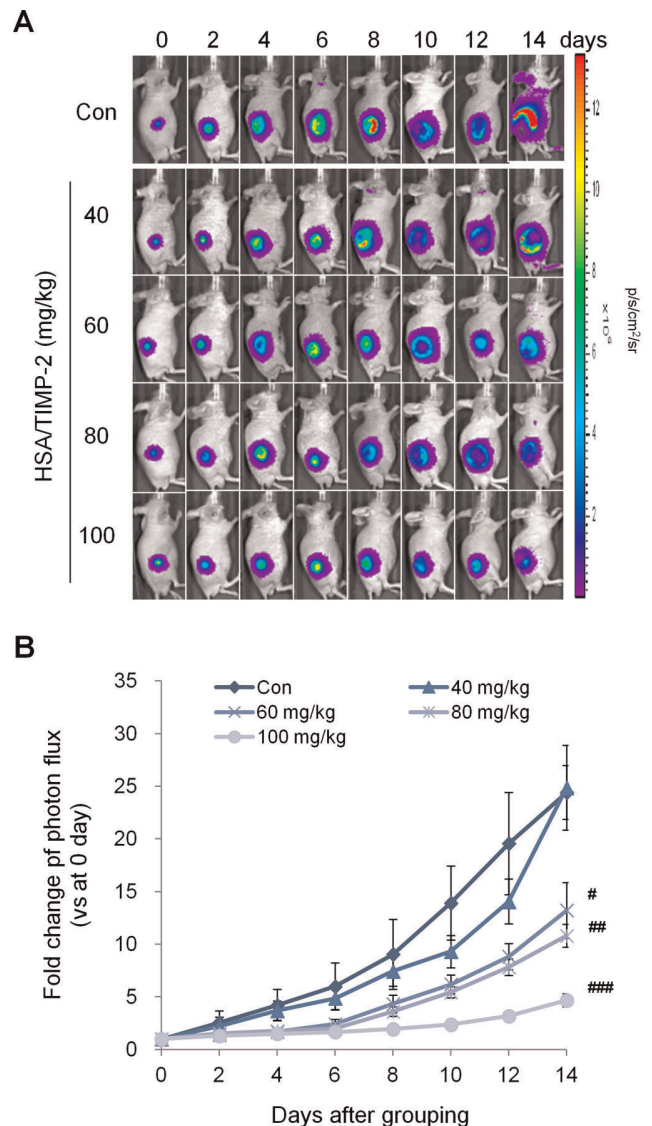 A
0 2 4 6 8 10 12 14 days
Con
40
60
80
100
HSA/TIMP-2 (mg/kg)
12
10
8
6
4
2
p/s/cm²/sr
B
Fold change pf photon flux
(vs at 0 day)
35
30
25
20
15
10
5
0
Con
40 mg/kg
60 mg/kg
80 mg/kg
100 mg/kg
#
##
###
0 2 4 6 8 10 12 14
Days after grouping